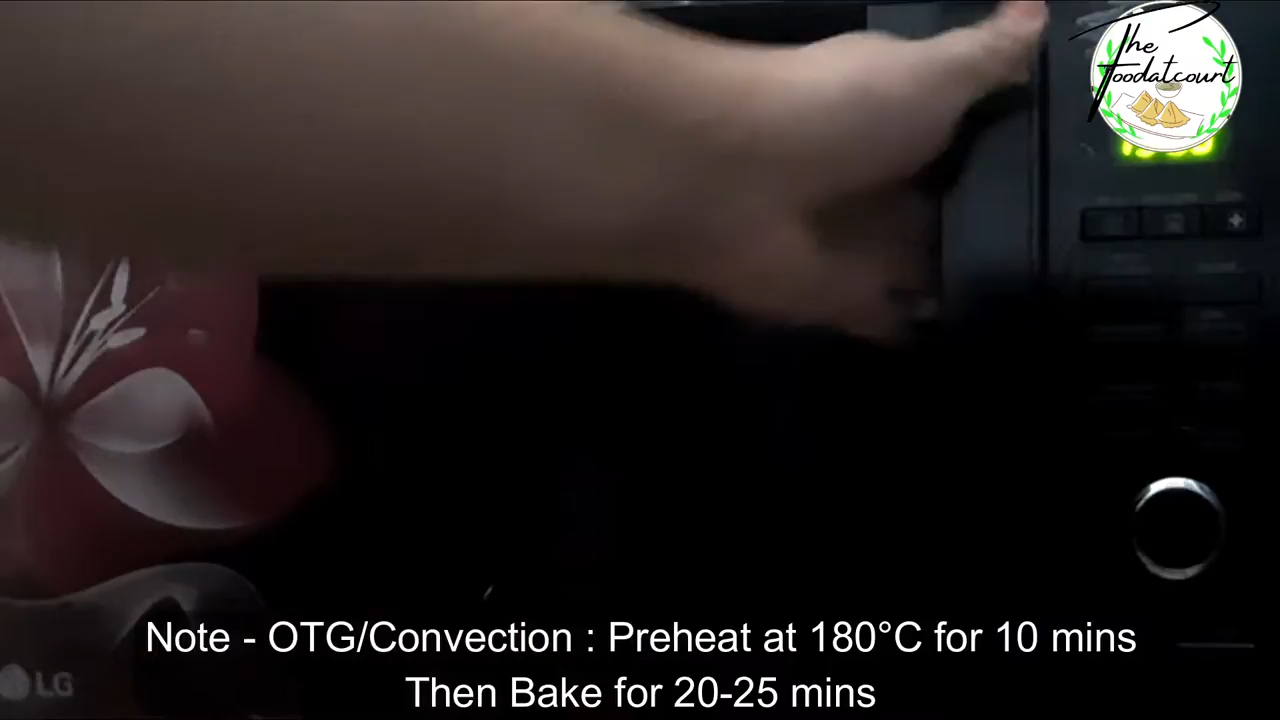 The
Foodatcourt
LG
Note - OTG/Convection : Preheat at 180°C for 10 mins
Then Bake for 20-25 mins